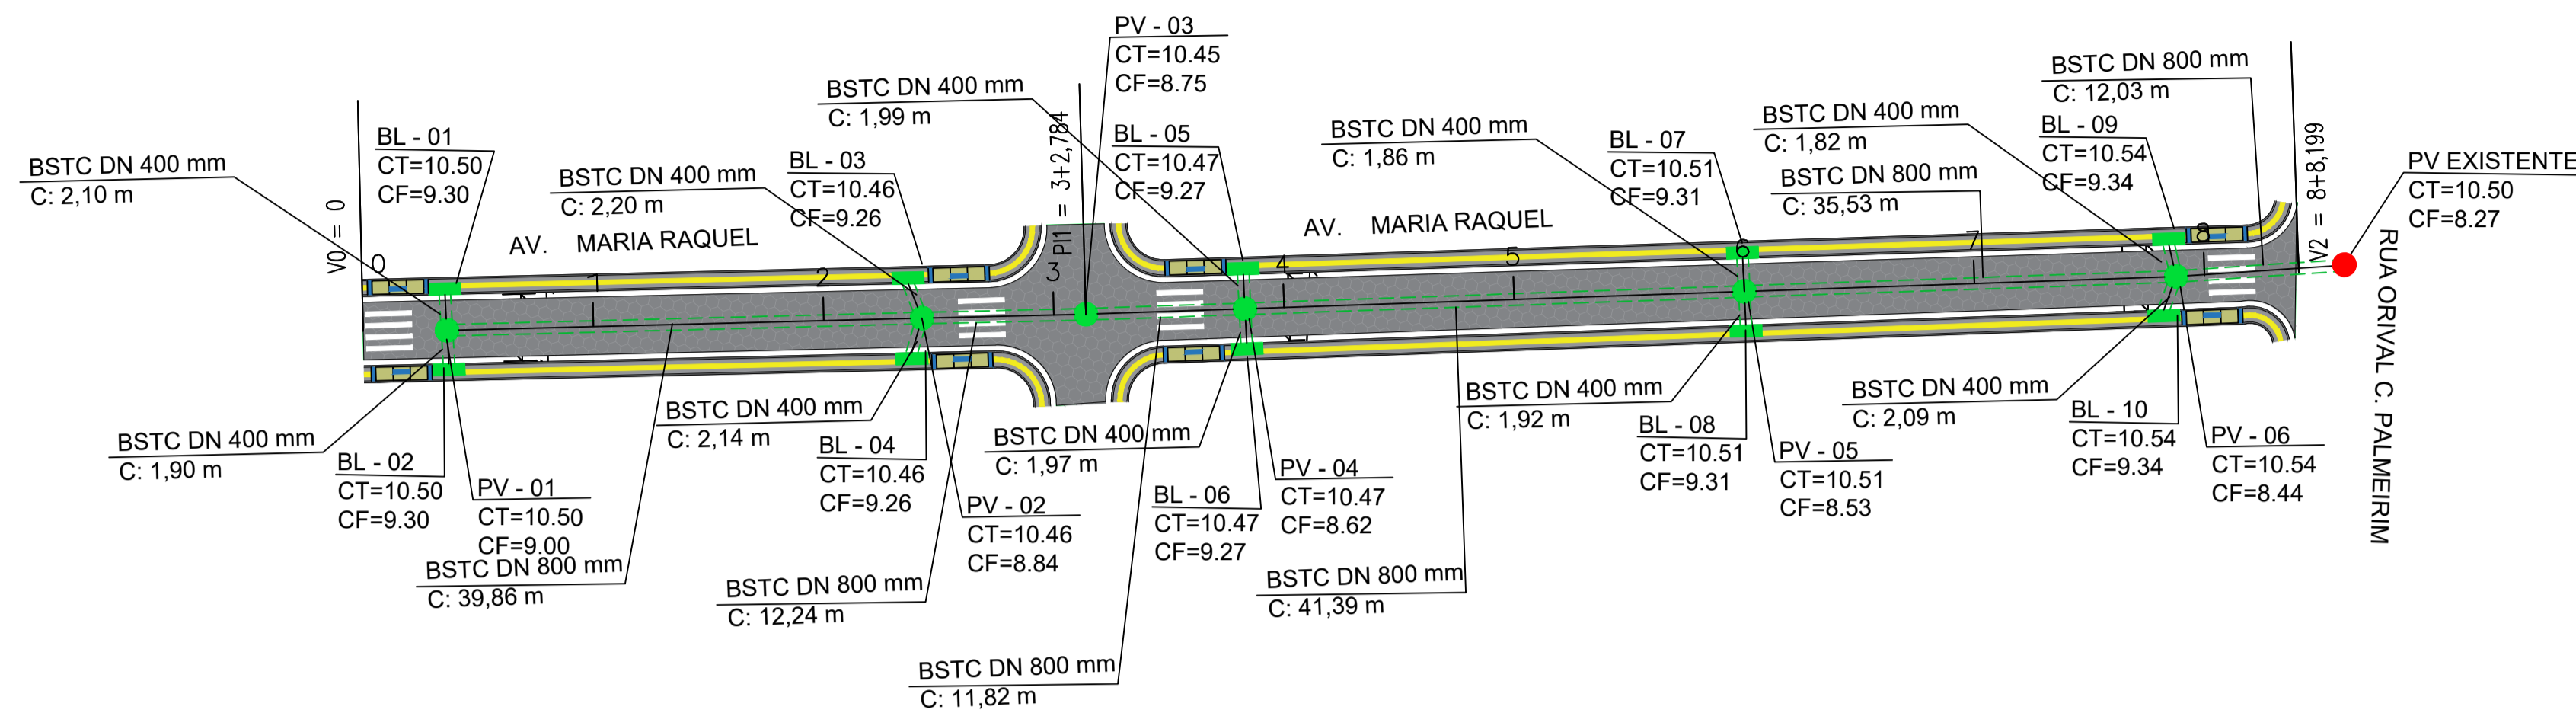 PV - 03
CT=10.45
CF=8.75
BSTC DN 800 mm
C: 12,03 m
BSTC DN 400 mm
C: 1,99 m
BSTC DN 400 mm
C: 1,82 m
BSTC DN 400 mm
C: 1,86 m
BL - 01
CT=10.50
CF=9.30
BL - 05
CT=10.47
CF=9.27
BL - 07
CT=10.51
CF=9.31
BL - 09
CT=10.54
CF=9.34
BSTC DN 400 mm
C: 2,10 m
BSTC DN 400 mm
C: 2,20 m
BL - 03
CT=10.46
CF=9.26
BSTC DN 800 mm
C: 35,53 m
PV EXISTENTE
CT=10.50
CF=8.27
V0 = 0
PI1 = 3+2,784
V2 = 8+8,199
AV. MARIA RAQUEL
AV. MARIA RAQUEL
RUA ORIVAL C. PALMEIRIM
0
1
2
3
4
5
6
7
8
BSTC DN 400 mm
C: 1,90 m
BL - 02
CT=10.50
CF=9.30
PV - 01
CT=10.50
CF=9.00
BSTC DN 800 mm
C: 39,86 m
BSTC DN 400 mm
C: 2,14 m
BL - 04
CT=10.46
CF=9.26
PV - 02
CT=10.46
CF=8.84
BSTC DN 800 mm
C: 12,24 m
BSTC DN 800 mm
C: 11,82 m
BSTC DN 400 mm
C: 1,97 m
BL - 06
CT=10.47
CF=9.27
PV - 04
CT=10.47
CF=8.62
BSTC DN 800 mm
C: 41,39 m
BSTC DN 400 mm
C: 1,92 m
BL - 08
CT=10.51
CF=9.31
PV - 05
CT=10.51
CF=8.53
BSTC DN 400 mm
C: 2,09 m
BL - 10
CT=10.54
CF=9.34
PV - 06
CT=10.54
CF=8.44